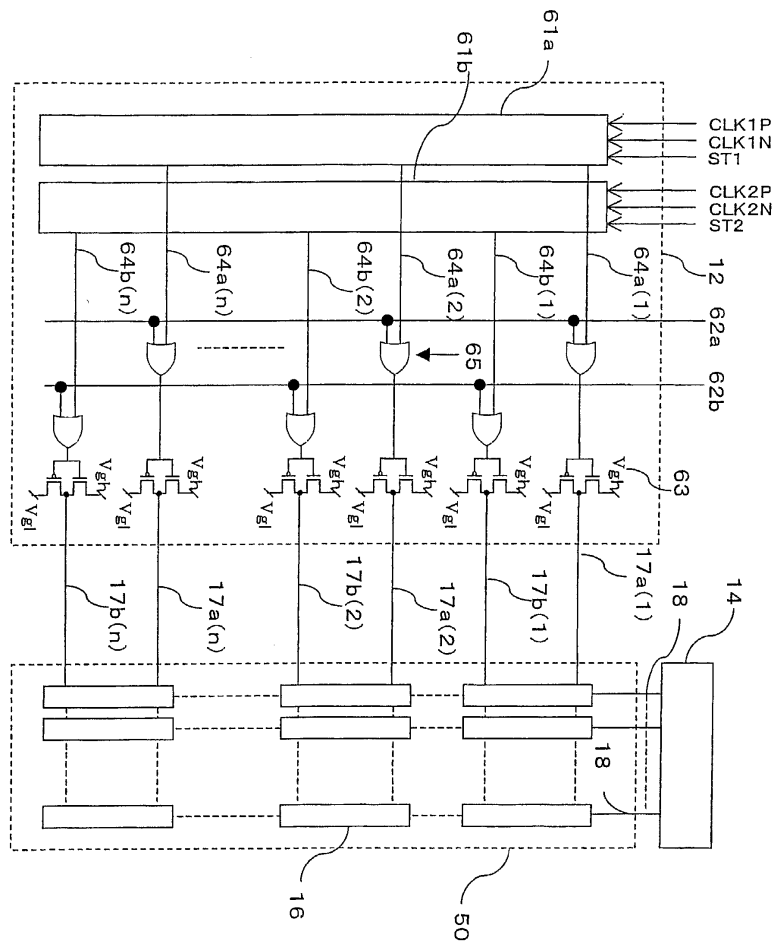 61a
61b
CLK1P
CLK1N
ST1
CLK2P
CLK2N
ST2
12
64a(1)
64b(1)
64a(2)
64b(2)
64a(n)
64b(n)
62a
62b
65
63
Vgh
Vgl
Vgh
Vgl
Vgh
Vgl
Vgh
Vgl
Vgh
Vgl
Vgh
Vgl
17a(1)
17b(1)
17a(2)
17b(2)
17a(n)
17b(n)
14
18
18
16
50